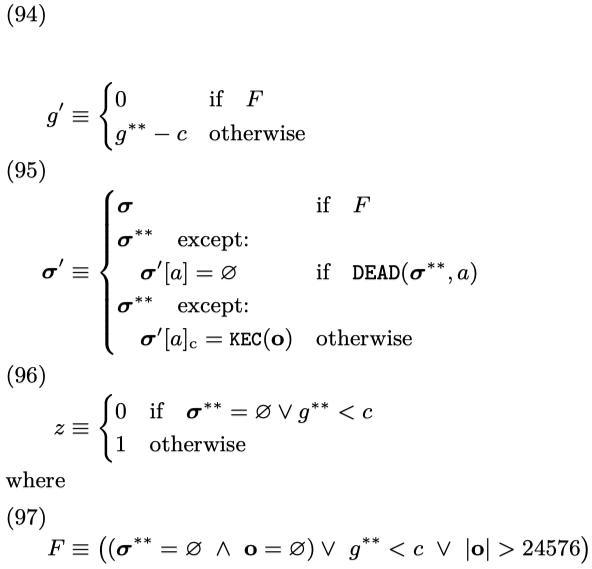 (94)
g′ ≡ { 0 if F
g** − c otherwise
(95)
σ′ ≡ { σ if F
σ** except:
σ′[a] = ∅ if DEAD(σ**, a)
σ** except:
σ′[a]c = KEC(o) otherwise
(96)
z ≡ { 0 if σ** = ∅ ∨ g** < c
1 otherwise
where
(97)
F ≡ ((σ** = ∅ ∧ o = ∅) ∨ g** < c ∨ |o| > 24576)